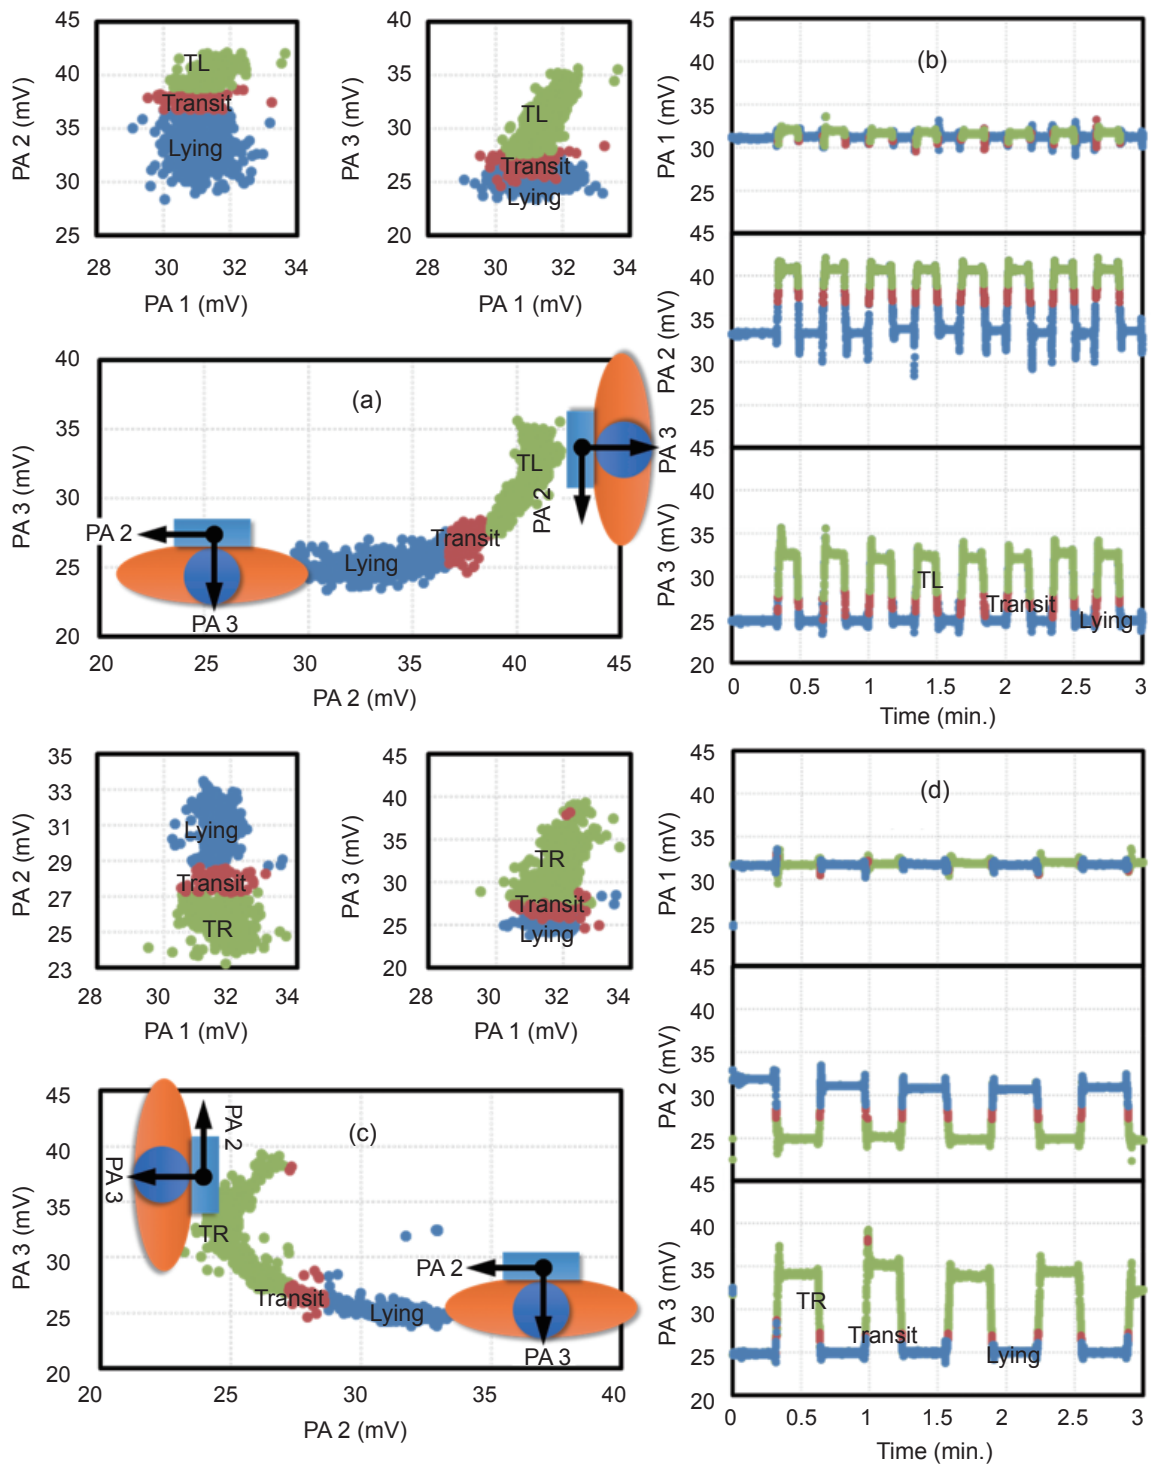 45
40
35
30
25
PA 2 (mV)
TL
Transit
Lying
28 30 32 34
PA 1 (mV)
40
35
30
25
20
PA 3 (mV)
TL
Transit
Lying
28 30 32 34
PA 1 (mV)
40
35
30
25
20
PA 3 (mV)
(a)
PA 2
PA 3
Lying
Transit
TL
PA 2
PA 3
20 25 30 35 40 45
PA 2 (mV)
(b)
45
40
35
30
25
PA 1 (mV)
45
40
35
30
25
PA 2 (mV)
45
40
35
30
25
20
PA 3 (mV)
TL
Transit
Lying
0 0.5 1 1.5 2 2.5 3
Time (min.)
35
33
31
29
27
25
23
PA 2 (mV)
Lying
Transit
TR
28 30 32 34
PA 1 (mV)
45
40
35
30
25
20
PA 3 (mV)
TR
Transit
Lying
28 30 32 34
PA 1 (mV)
45
40
35
30
25
20
PA 3 (mV)
(c)
PA 2
PA 3
TR
Transit
Lying
PA 2
PA 3
20 25 30 35 40
PA 2 (mV)
(d)
45
40
35
30
25
PA 1 (mV)
45
40
35
30
25
PA 2 (mV)
45
40
35
30
25
20
PA 3 (mV)
TR
Transit
Lying
0 0.5 1 1.5 2 2.5 3
Time (min.)